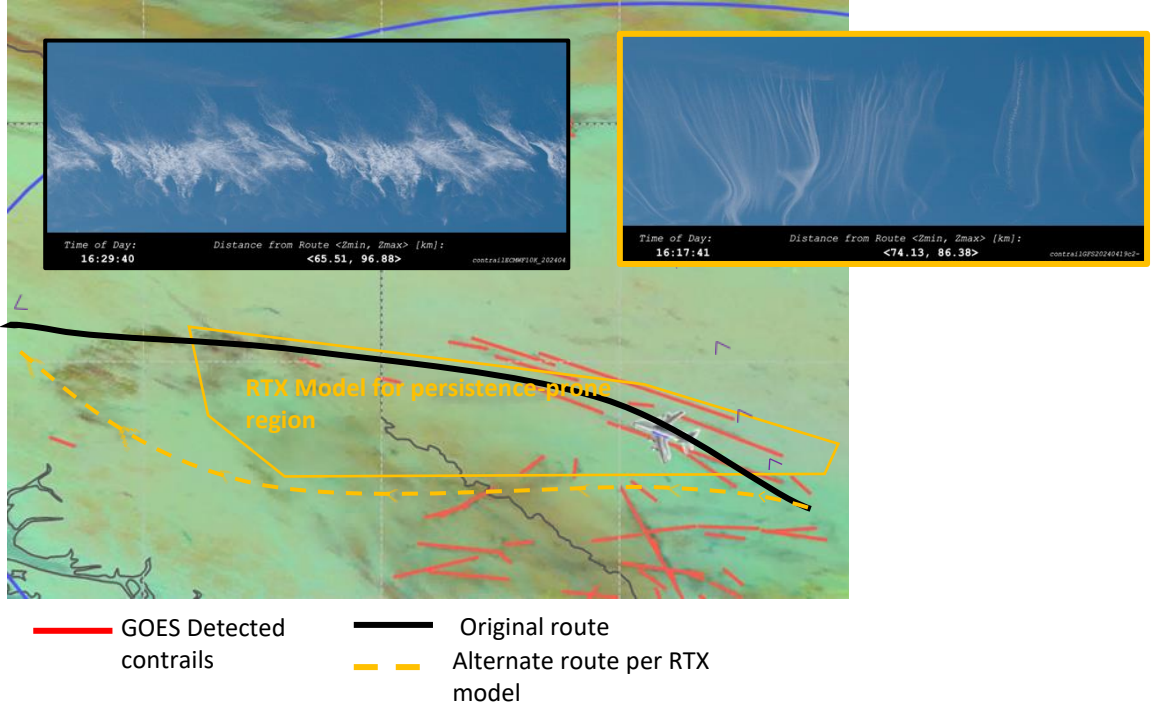 Time of Day:
16:29:40
Distance from Route <Zmin, Zmax> [km]:
<65.51, 96.88>
contrailECMWF10K_202404
Time of Day:
16:17:41
Distance from Route <Zmin, Zmax> [km]:
<74.13, 86.38>
contrailGFS20240419c2-
RTX Model for persistence-prone
region
GOES Detected
contrails
Original route
Alternate route per RTX
model